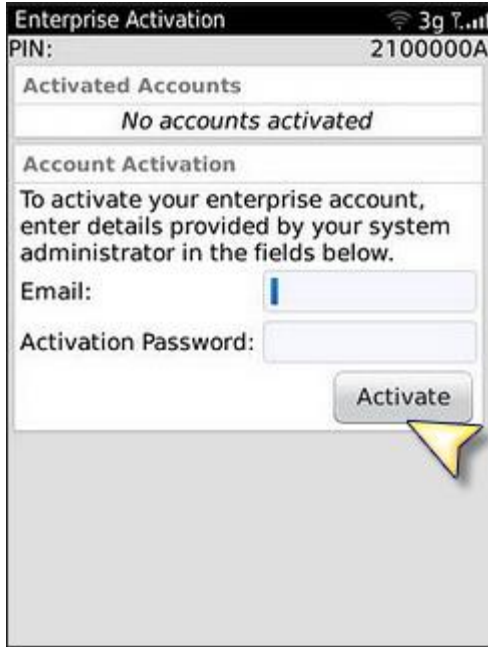 Enterprise Activation 3g
PIN: 2100000A
Activated Accounts
No accounts activated
Account Activation
To activate your enterprise account,
enter details provided by your system
administrator in the fields below.
Email:
Activation Password:
Activate